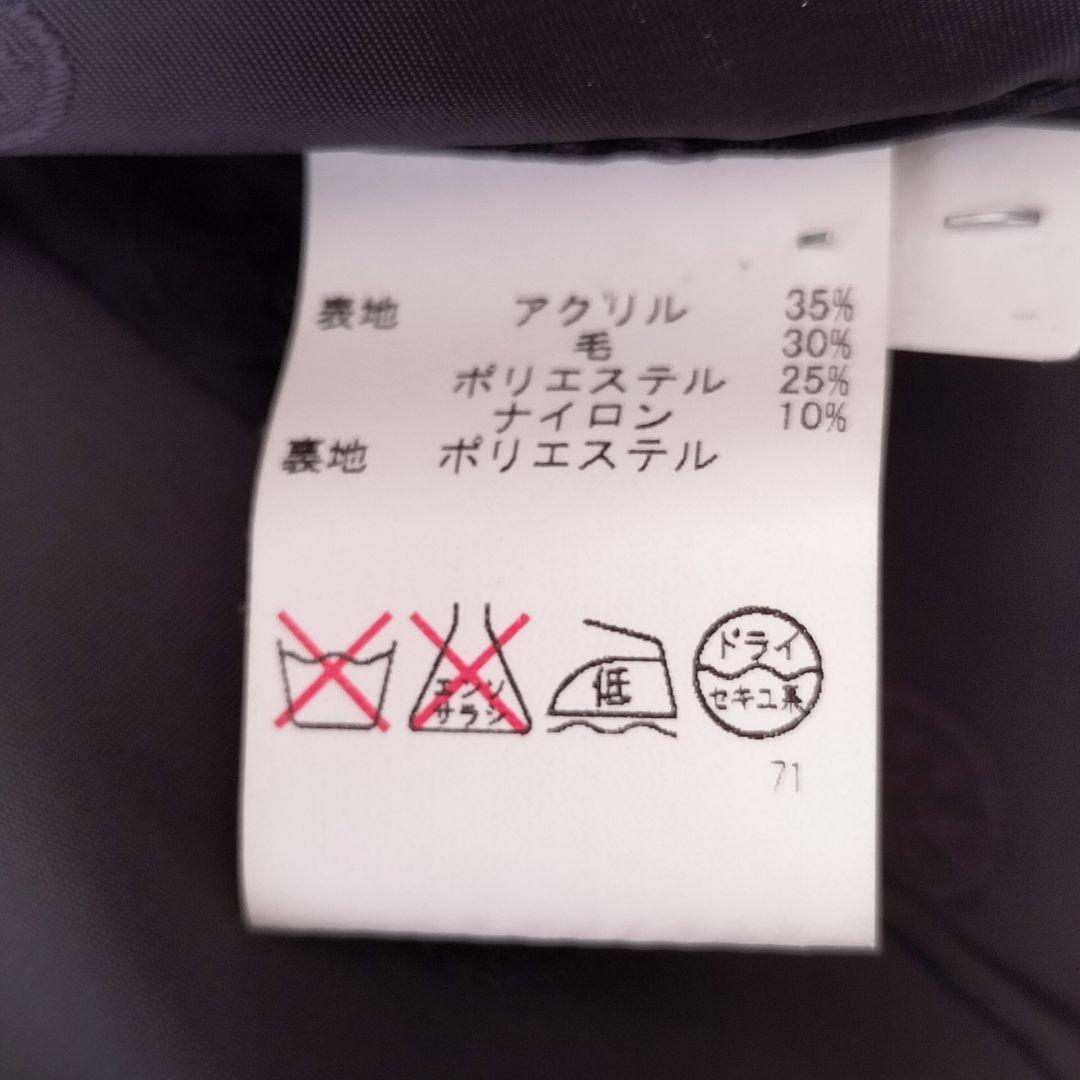 表地 アクリル 35%
毛 30%
ポリエステル 25%
ナイロン 10%
裏地 ポリエステル
エンソ
サラシ
低
ドライ
セキユ系
71